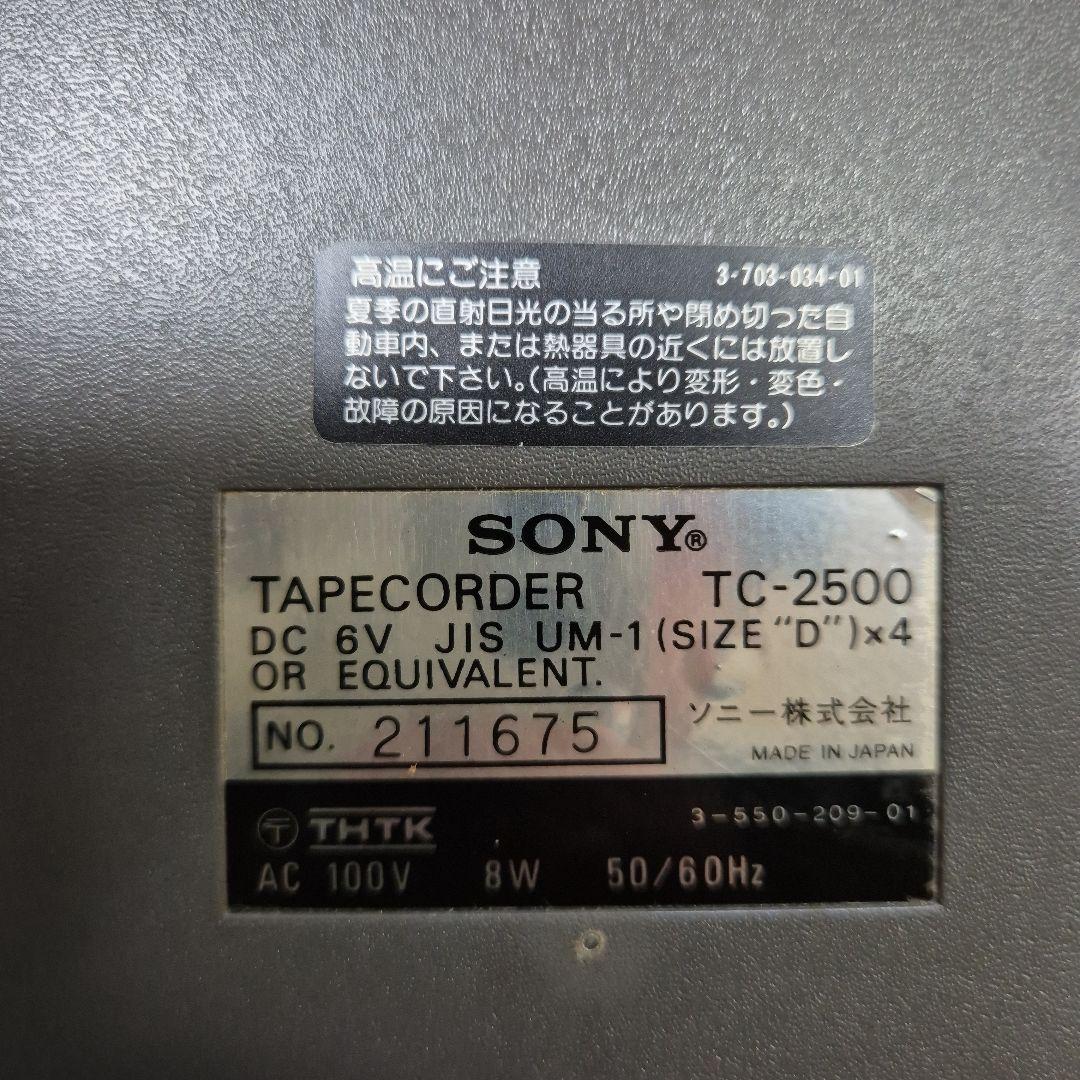 高温にご注意 3-703-034-01
夏季の直射日光の当る所や閉め切った自
動車内、または熱器具の近くには放置し
ないで下さい。(高温により変形・変色・
故障の原因になることがあります。)
SONY®
TAPECORDER TC-2500
DC 6V JIS UM-1 (SIZE "D")×4
OR EQUIVALENT.
NO. 211675 ソニー株式会社
MADE IN JAPAN
〒 THTK 3-550-209-01
AC 100V 8W 50/60Hz